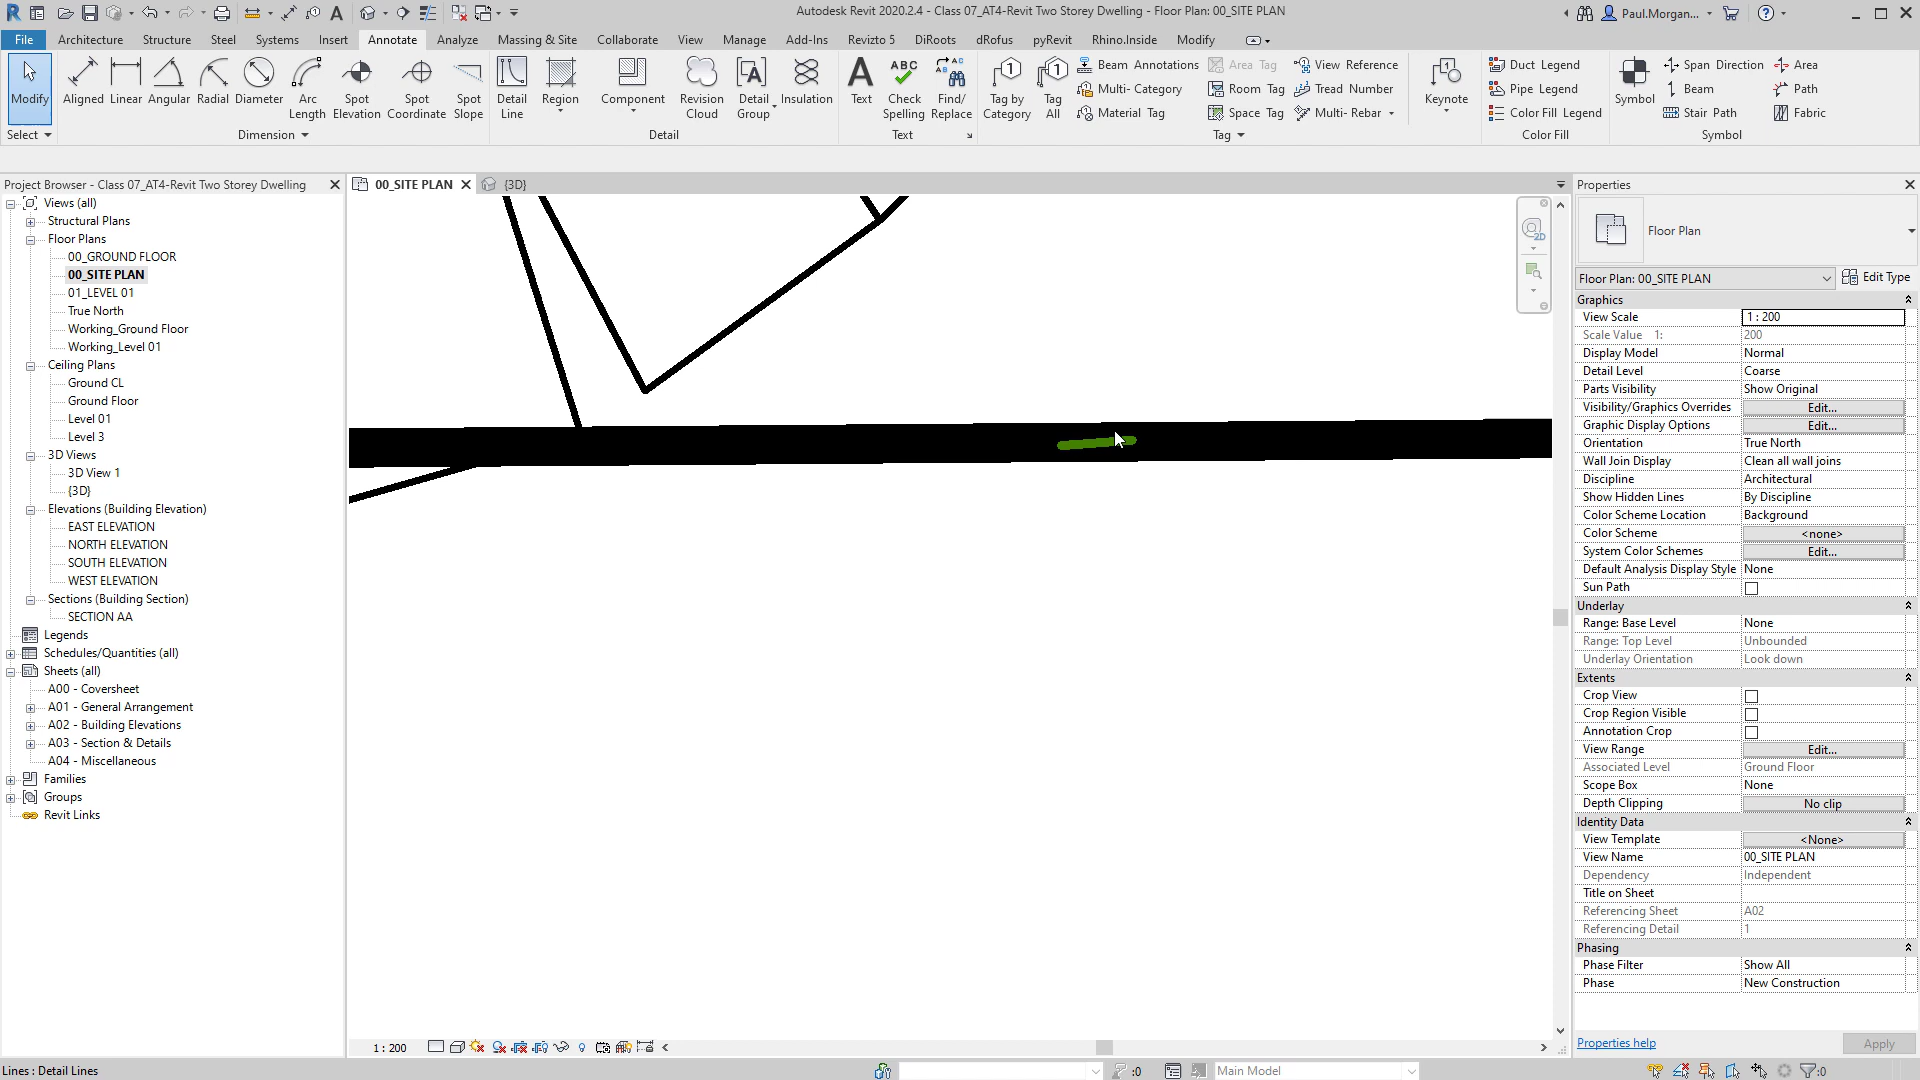 Autodesk Revit 2020.2.4 - Class 07_AT4-Revit Two Storey Dwelling - Floor Plan: 00_SITE PLAN
Paul.Morgan...
File Architecture Structure Steel Systems Insert Annotate Analyze Massing & Site Collaborate View Manage Add-Ins Revizto 5 DiRoots dRofus pyRevit Rhino.Inside Modify
Modify
Aligned Linear Angular Radial Diameter Arc Length Spot Elevation Spot Coordinate Spot Slope
Detail Line Region Component Revision Cloud Detail Group Insulation
Text Check Spelling Find/ Replace
Tag by Category Tag All
Beam Annotations Area Tag View Reference
Multi- Category Room Tag Tread Number
Material Tag Space Tag Multi- Rebar
Keynote
Duct Legend
Pipe Legend
Color Fill Legend
Symbol
Span Direction Area
Beam Path
Stair Path Fabric
Select Dimension Detail Text Tag Color Fill Symbol
Project Browser - Class 07_AT4-Revit Two Storey Dwelling
Views (all)
Structural Plans
Floor Plans
00_GROUND FLOOR
00_SITE PLAN
01_LEVEL 01
True North
Working_Ground Floor
Working_Level 01
Ceiling Plans
Ground CL
Ground Floor
Level 01
Level 3
3D Views
3D View 1
{3D}
Elevations (Building Elevation)
EAST ELEVATION
NORTH ELEVATION
SOUTH ELEVATION
WEST ELEVATION
Sections (Building Section)
SECTION AA
Legends
Schedules/Quantities (all)
Sheets (all)
A00 - Coversheet
A01 - General Arrangement
A02 - Building Elevations
A03 - Section & Details
A04 - Miscellaneous
Families
Groups
Revit Links
00_SITE PLAN {3D}
2D
1 : 200
Properties
Floor Plan
Floor Plan: 00_SITE PLAN Edit Type
Graphics
View Scale 1 : 200
Scale Value 1: 200
Display Model Normal
Detail Level Coarse
Parts Visibility Show Original
Visibility/Graphics Overrides Edit...
Graphic Display Options Edit...
Orientation True North
Wall Join Display Clean all wall joins
Discipline Architectural
Show Hidden Lines By Discipline
Color Scheme Location Background
Color Scheme <none>
System Color Schemes Edit...
Default Analysis Display Style None
Sun Path
Underlay
Range: Base Level None
Range: Top Level Unbounded
Underlay Orientation Look down
Extents
Crop View
Crop Region Visible
Annotation Crop
View Range Edit...
Associated Level Ground Floor
Scope Box None
Depth Clipping No clip
Identity Data
View Template <None>
View Name 00_SITE PLAN
Dependency Independent
Title on Sheet
Referencing Sheet A02
Referencing Detail 1
Phasing
Phase Filter Show All
Phase New Construction
Properties help Apply
Lines : Detail Lines
:0
Main Model
:0